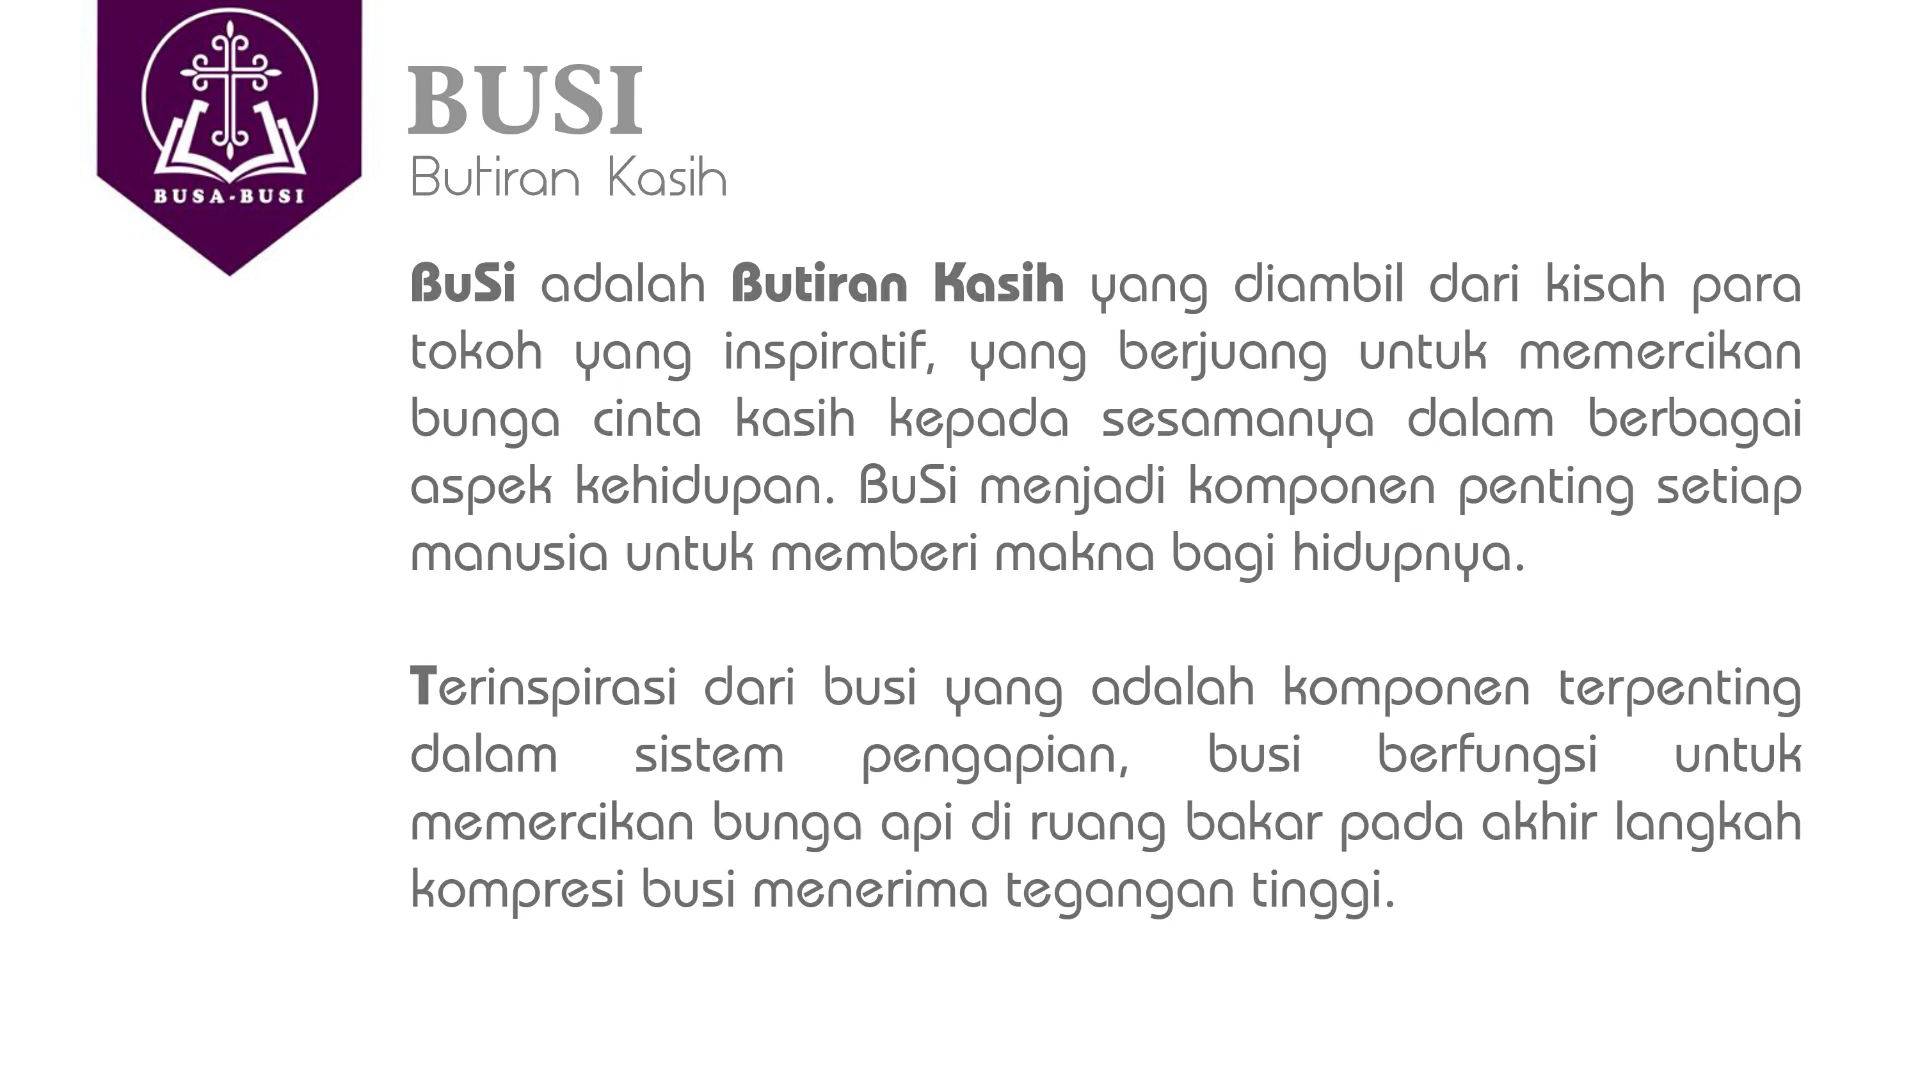 BUSA-BUSI
BUSI
Butiran Kasih
BuSi adalah Butiran Kasih yang diambil dari kisah para
tokoh yang inspiratif, yang berjuang untuk memercikan
bunga cinta kasih kepada sesamanya dalam berbagai
aspek kehidupan. BuSi menjadi komponen penting setiap
manusia untuk memberi makna bagi hidupnya.
Terinspirasi dari busi yang adalah komponen terpenting
dalam sistem pengapian, busi berfungsi untuk
memercikan bunga api di ruang bakar pada akhir langkah
kompresi busi menerima tegangan tinggi.